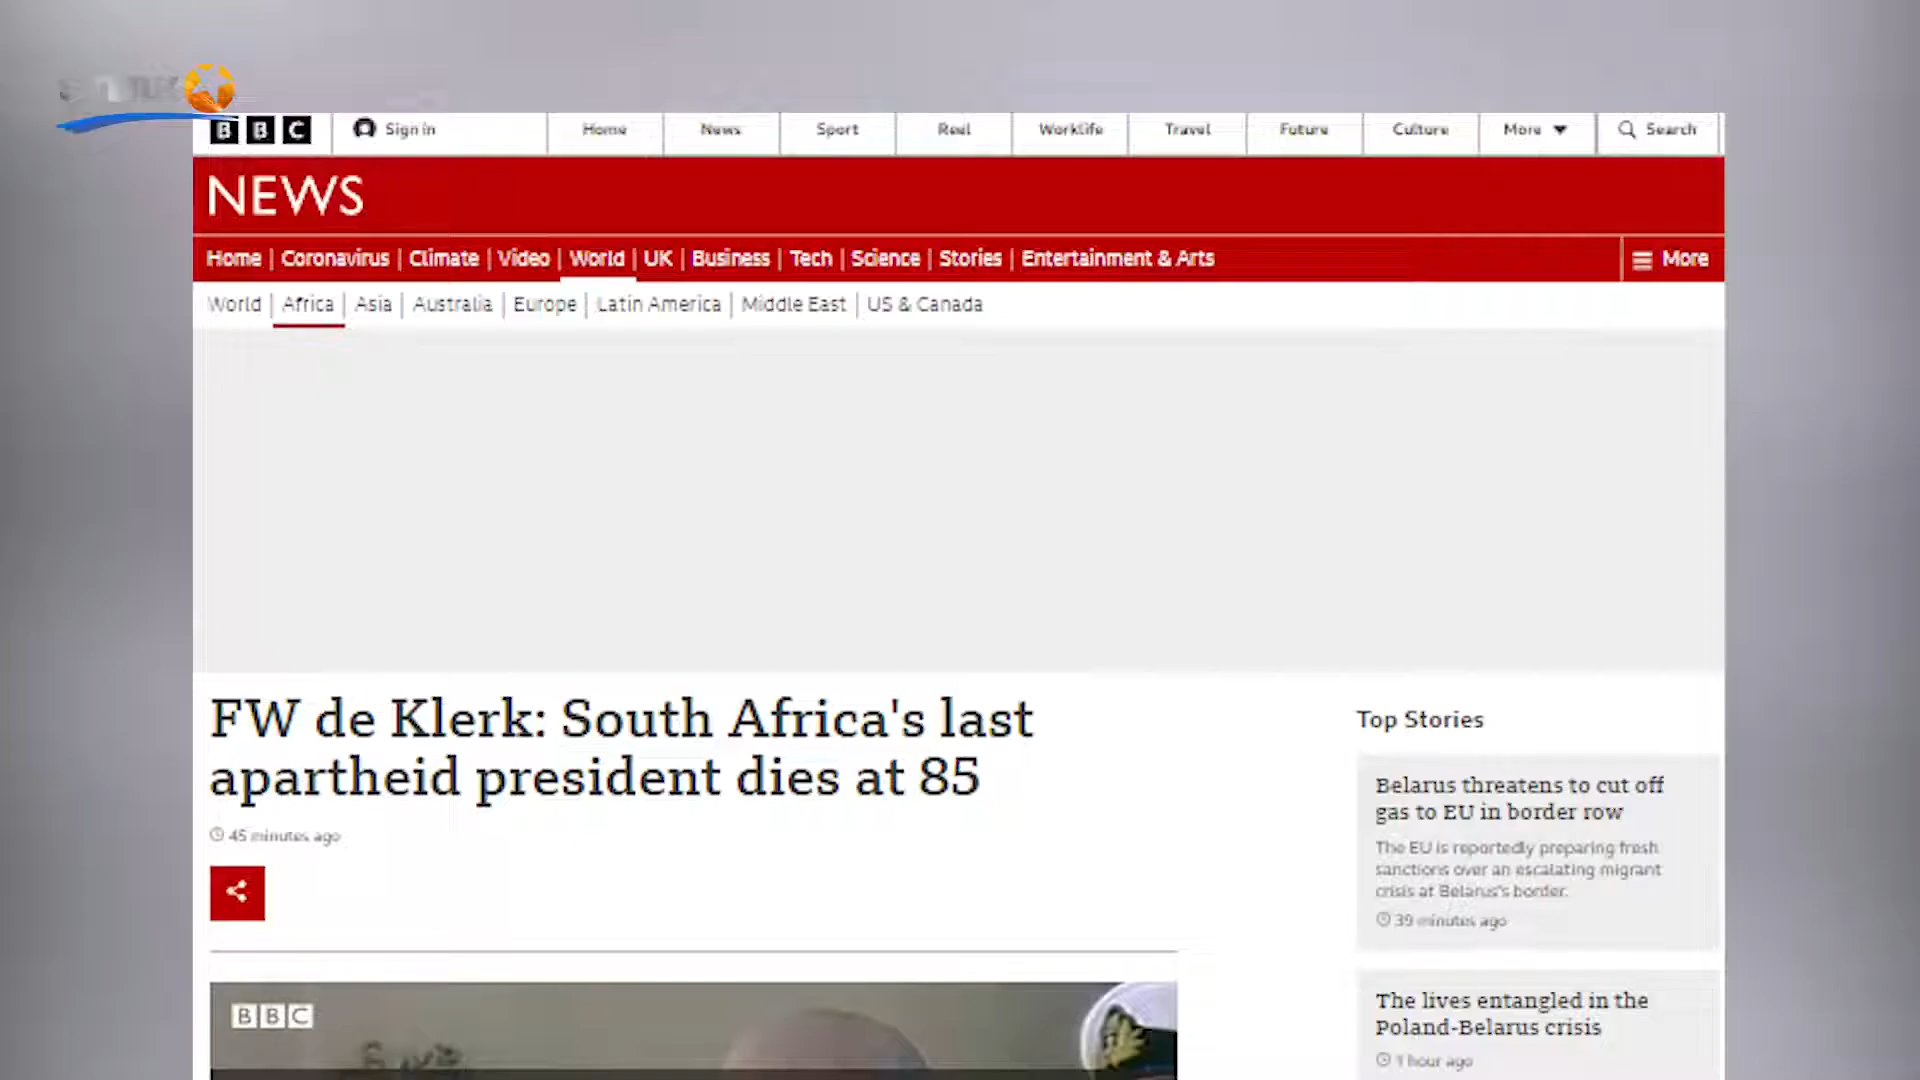 BBC Sign in Home News Sport Reel Worklife Travel Future Culture More Search
NEWS
Home Coronavirus Climate Video World UK Business Tech Science Stories Entertainment & Arts More
World Africa Asia Australia Europe Latin America Middle East US & Canada
FW de Klerk: South Africa's last
apartheid president dies at 85
45 minutes ago
BBC
Top Stories
Belarus threatens to cut off
gas to EU in border row
The EU is reportedly preparing fresh
sanctions over an escalating migrant
crisis at Belarus's border.
39 minutes ago
The lives entangled in the
Poland-Belarus crisis
1 hour ago